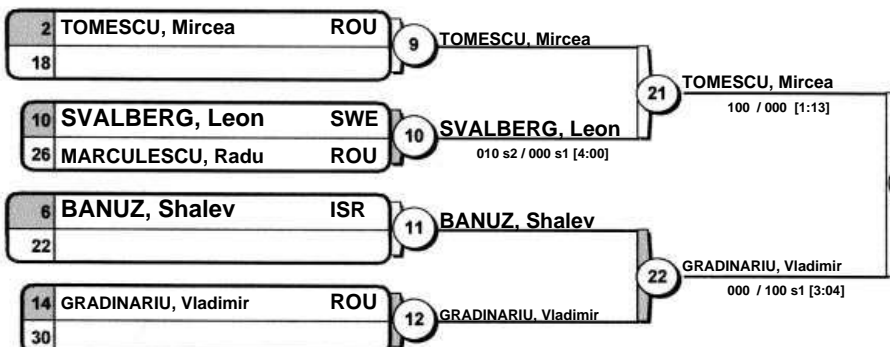 2 TOMESCU, Mircea ROU
18
9
TOMESCU, Mircea
10 SVALBERG, Leon SWE
26 MARCULESCU, Radu ROU
10
SVALBERG, Leon
010 s2 / 000 s1 [4:00]
21
TOMESCU, Mircea
100 / 000 [1:13]
6 BANUZ, Shalev ISR
22
11
BANUZ, Shalev
14 GRADINARIU, Vladimir ROU
30
12
GRADINARIU, Vladimir
22
GRADINARIU, Vladimir
000 / 100 s1 [3:04]